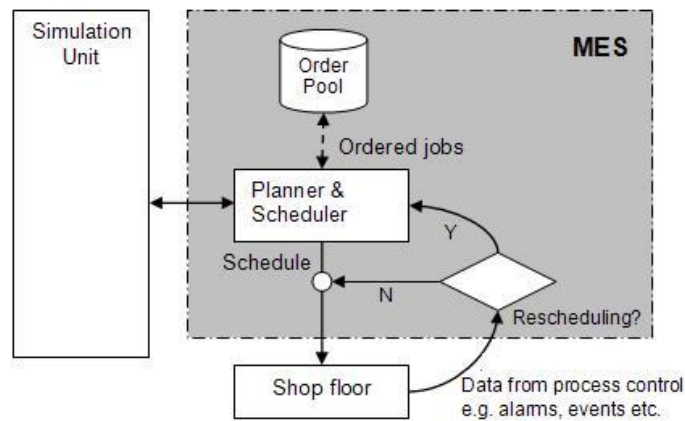 Simulation
Unit
MES
Order
Pool
Ordered jobs
Planner &
Scheduler
Y
Schedule
N
Rescheduling?
Shop floor
Data from process control
e.g. alarms, events etc.